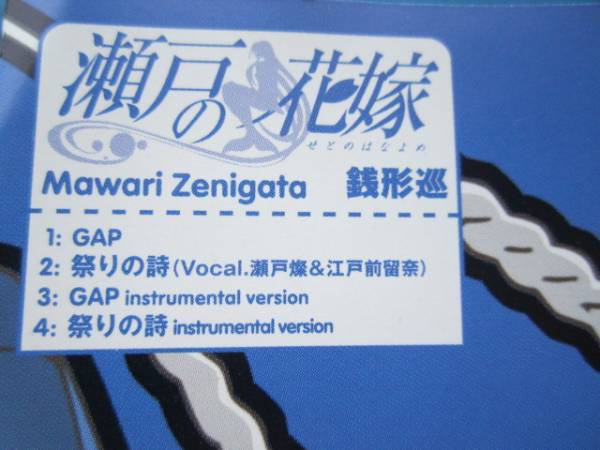 瀬戸の花嫁
せとのはなよめ
Mawari Zenigata 銭形巡
1: GAP
2: 祭りの詩(Vocal.瀬戸燦&江戸前留奈)
3: GAP instrumental version
4: 祭りの詩 instrumental version